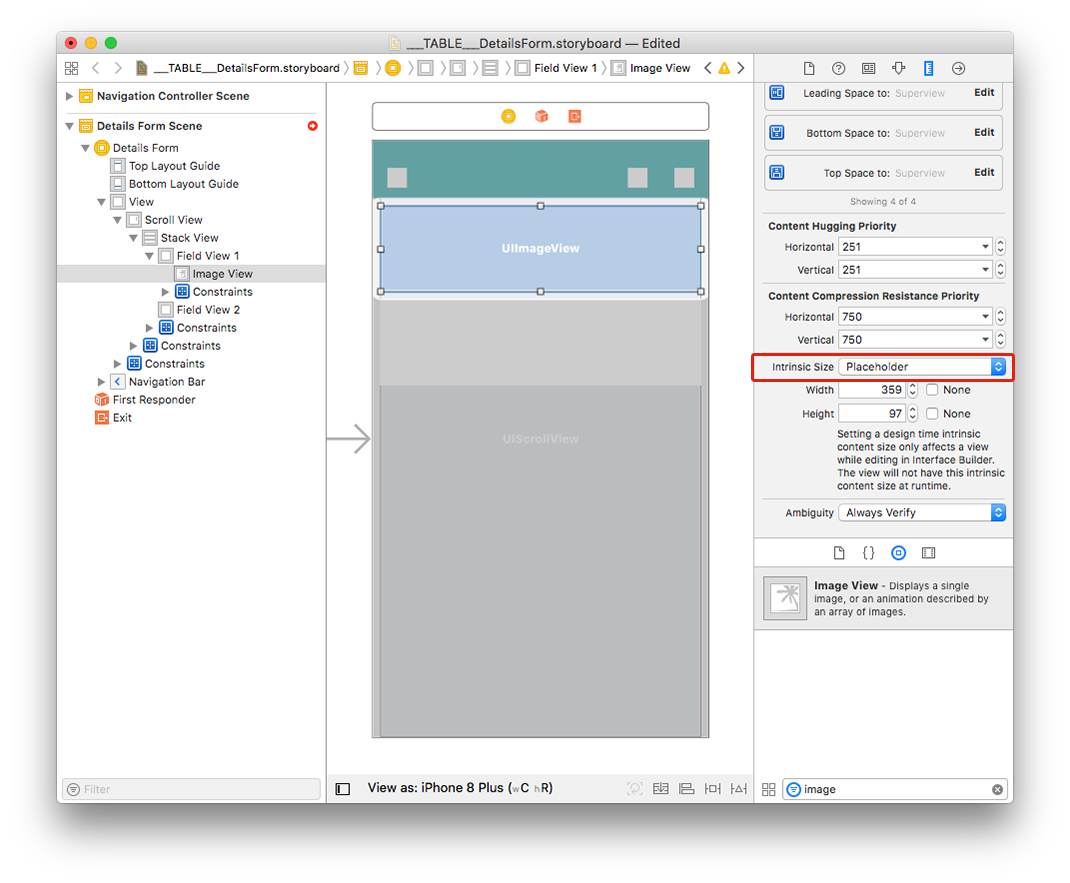 ___TABLE___DetailsForm.storyboard — Edited
___TABLE___DetailsForm.storyboard
Field View 1
Image View
Navigation Controller Scene
Details Form Scene
Details Form
Top Layout Guide
Bottom Layout Guide
View
Scroll View
Stack View
Field View 1
Image View
Constraints
Field View 2
Constraints
Constraints
Constraints
Navigation Bar
First Responder
Exit
Filter
UIImageView
UIScrollView
View as: iPhone 8 Plus (wC hR)
Leading Space to: Superview Edit
Bottom Space to: Superview Edit
Top Space to: Superview Edit
Showing 4 of 4
Content Hugging Priority
Horizontal 251
Vertical 251
Content Compression Resistance Priority
Horizontal 750
Vertical 750
Intrinsic Size Placeholder
Width 359 None
Height 97 None
Setting a design time intrinsic
content size only affects a view
while editing in Interface Builder.
The view will not have this intrinsic
content size at runtime.
Ambiguity Always Verify
{}
Image View - Displays a single
image, or an animation described by
an array of images.
image